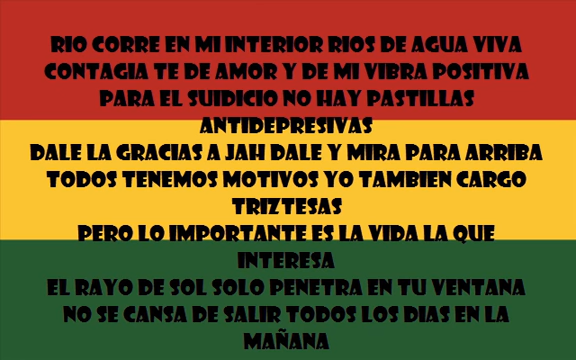 RIO CORRE EN MI INTERIOR RIOS DE AGUA VIVA
CONTAGIA TE DE AMOR Y DE MI VIBRA POSITIVA
PARA EL SUIDICIO NO HAY PASTILLAS
ANTIDEPRESIVAS
DALE LA GRACIAS A JAH DALE Y MIRA PARA ARRIBA
TODOS TENEMOS MOTIVOS YO TAMBIEN CARGO
TRIZTESAS
PERO LO IMPORTANTE ES LA VIDA LA QUE
INTERESA
EL RAYO DE SOL SOLO PENETRA EN TU VENTANA
NO SE CANSA DE SALIR TODOS LOS DIAS EN LA
MAÑANA